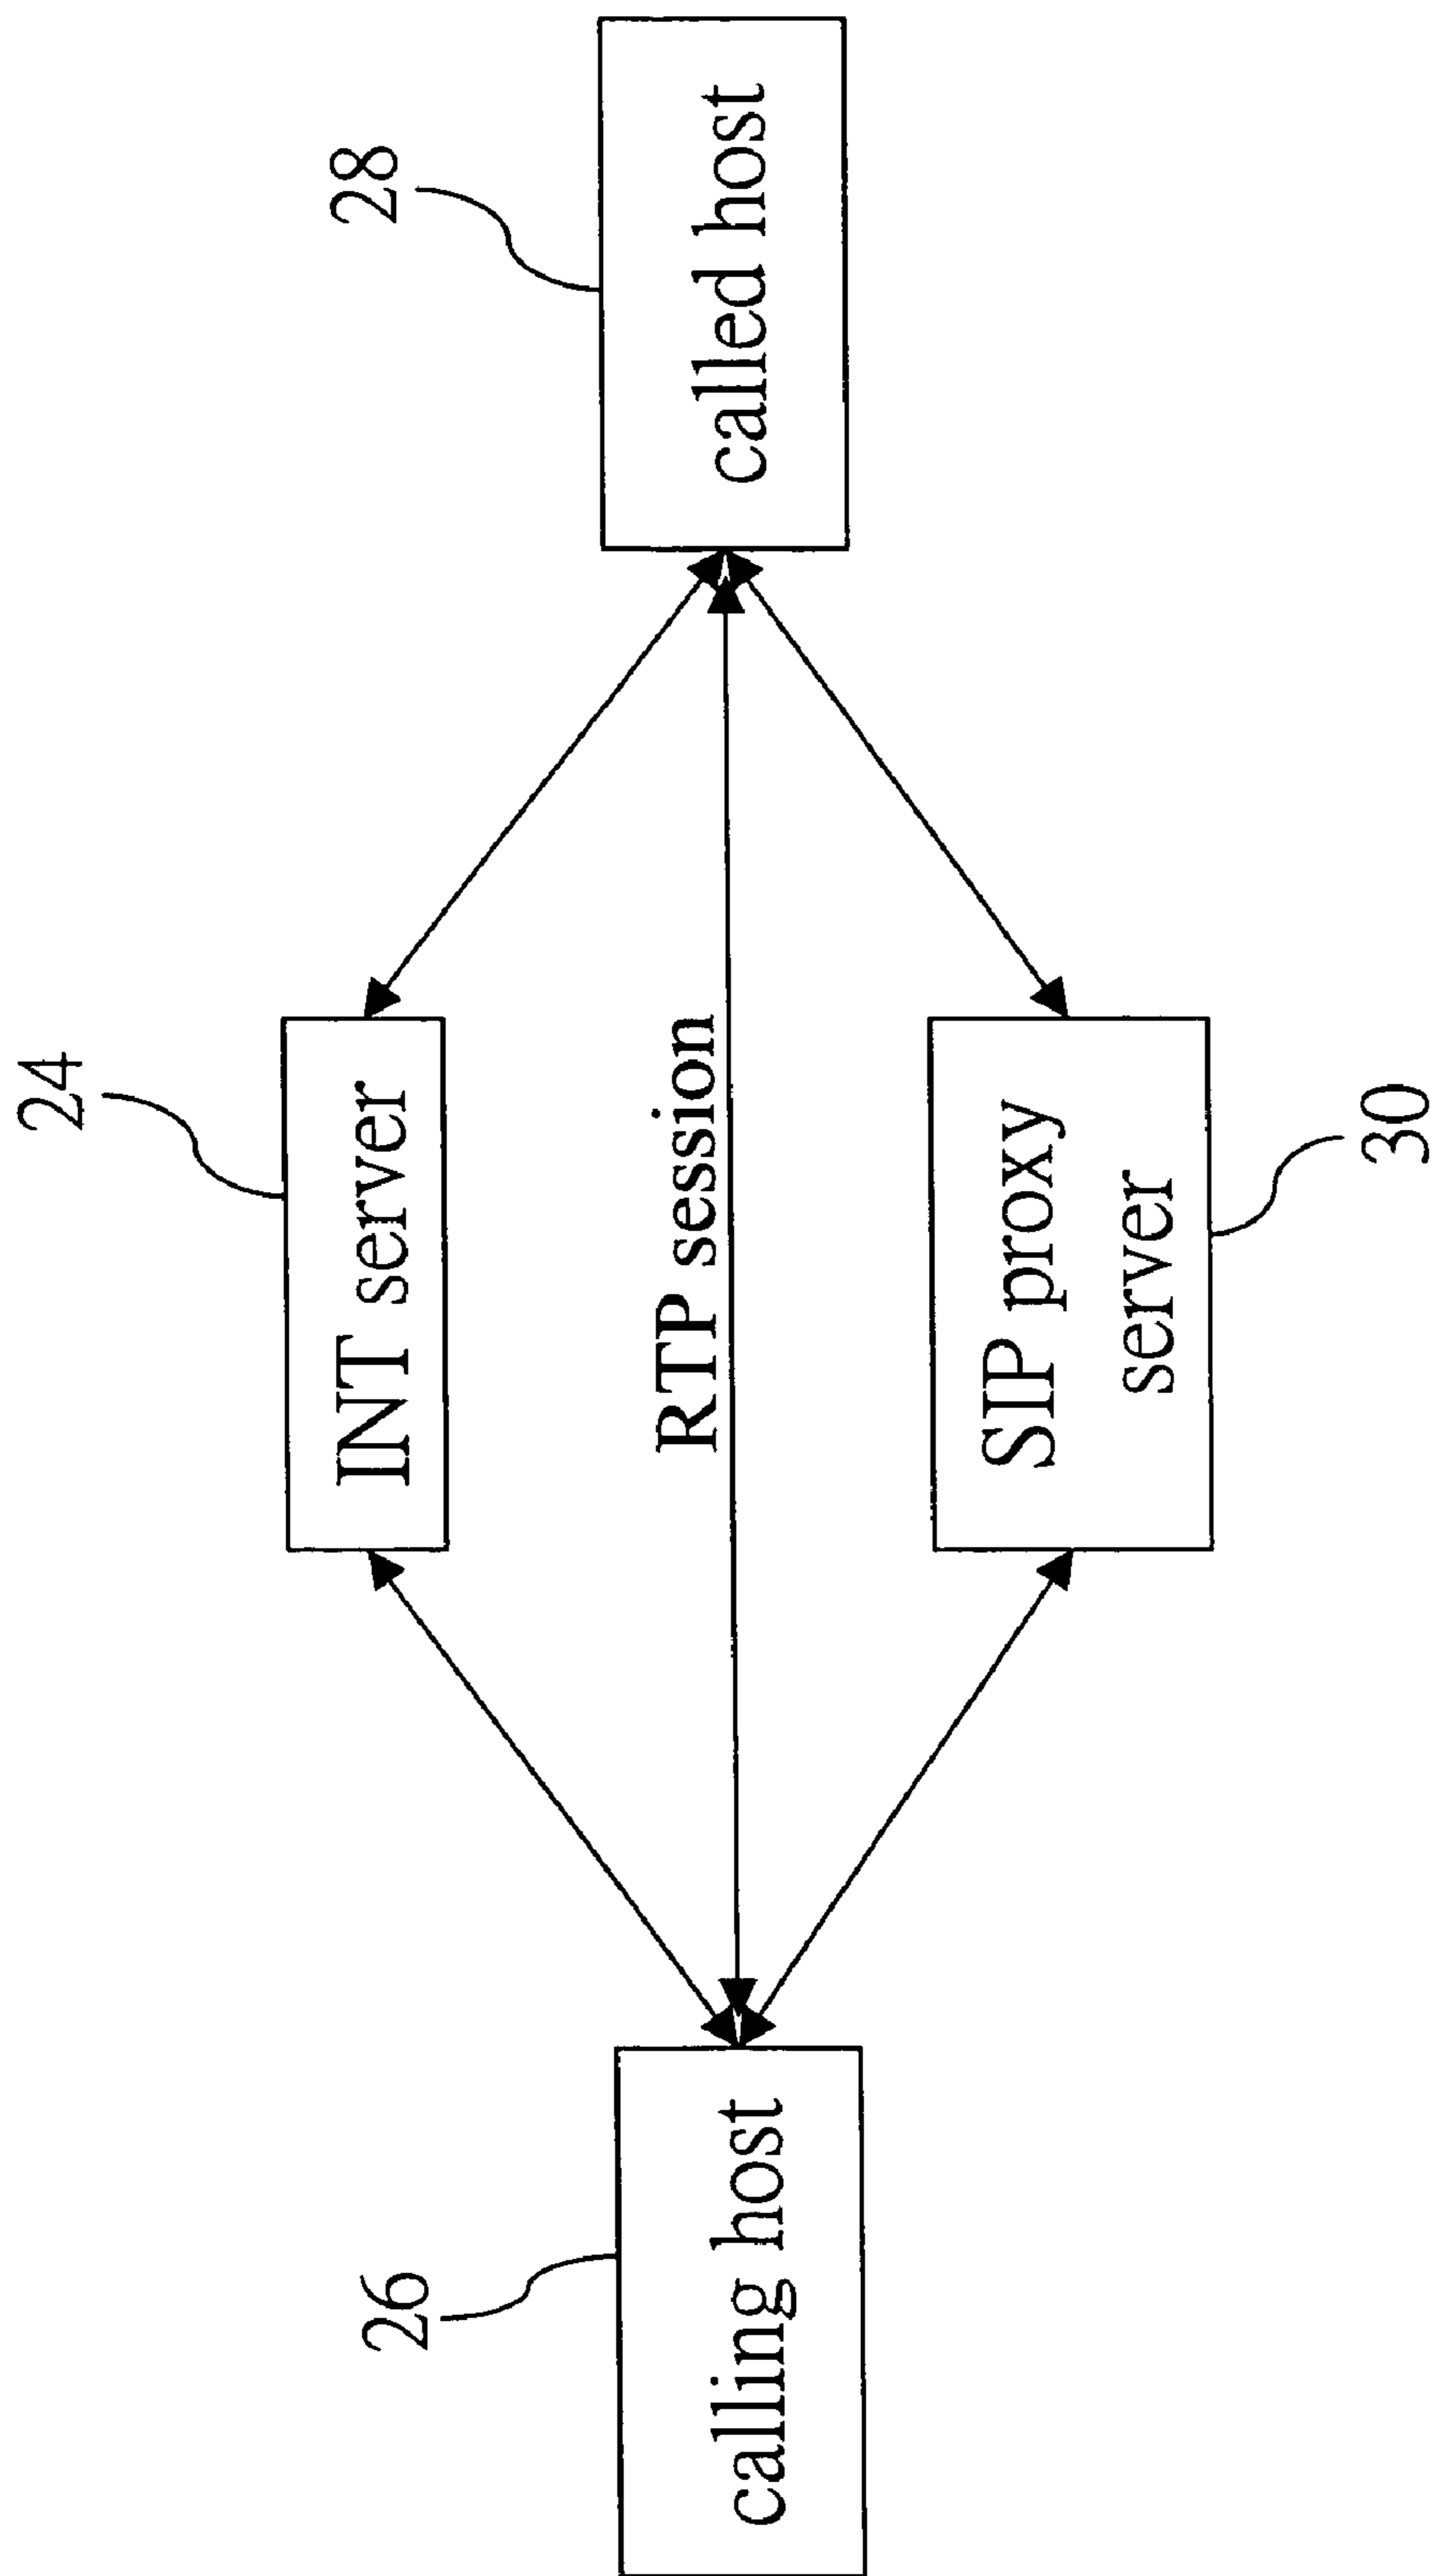 24
INT server
26
28
RTP session
calling host
called host
SIP proxy
server
30